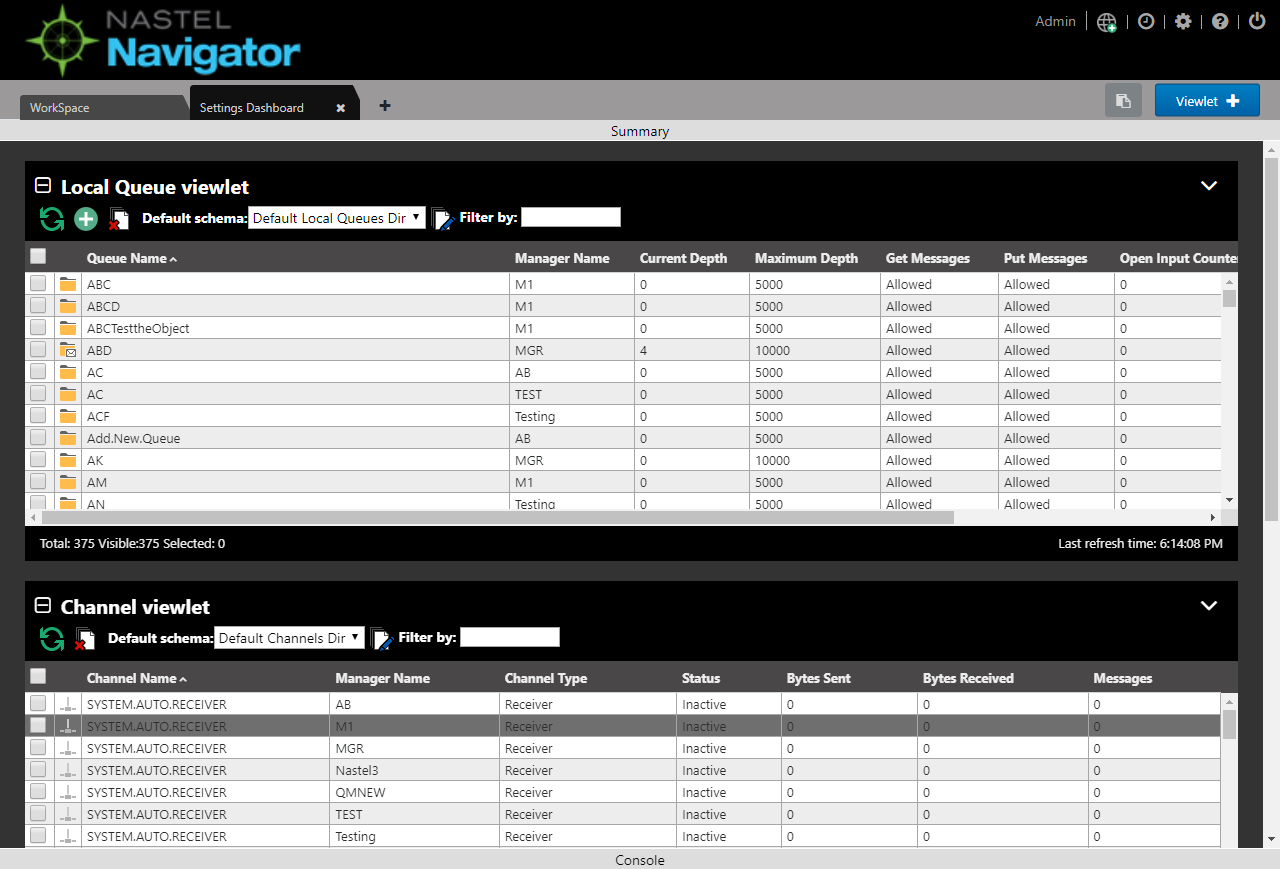 NASTEL
Navigator
Admin
WorkSpace
Settings Dashboard
Viewlet
Summary
Local Queue viewlet
Default schema: Default Local Queues Dir Filter by:
Queue Name Manager Name Current Depth Maximum Depth Get Messages Put Messages Open Input Counte
ABC M1 0 5000 Allowed Allowed 0
ABCD M1 0 5000 Allowed Allowed 0
ABCTesttheObject M1 0 5000 Allowed Allowed 0
ABD MGR 4 10000 Allowed Allowed 0
AC AB 0 5000 Allowed Allowed 0
AC TEST 0 5000 Allowed Allowed 0
ACF Testing 0 5000 Allowed Allowed 0
Add.New.Queue AB 0 5000 Allowed Allowed 0
AK MGR 0 10000 Allowed Allowed 0
AM M1 0 5000 Allowed Allowed 0
AN Testing 0 5000 Allowed Allowed 0
Total: 375 Visible:375 Selected: 0
Last refresh time: 6:14:08 PM
Channel viewlet
Default schema: Default Channels Dir Filter by:
Channel Name Manager Name Channel Type Status Bytes Sent Bytes Received Messages
SYSTEM.AUTO.RECEIVER AB Receiver Inactive 0 0 0
SYSTEM.AUTO.RECEIVER M1 Receiver Inactive 0 0 0
SYSTEM.AUTO.RECEIVER MGR Receiver Inactive 0 0 0
SYSTEM.AUTO.RECEIVER Nastel3 Receiver Inactive 0 0 0
SYSTEM.AUTO.RECEIVER QMNEW Receiver Inactive 0 0 0
SYSTEM.AUTO.RECEIVER TEST Receiver Inactive 0 0 0
SYSTEM.AUTO.RECEIVER Testing Receiver Inactive 0 0 0
Console